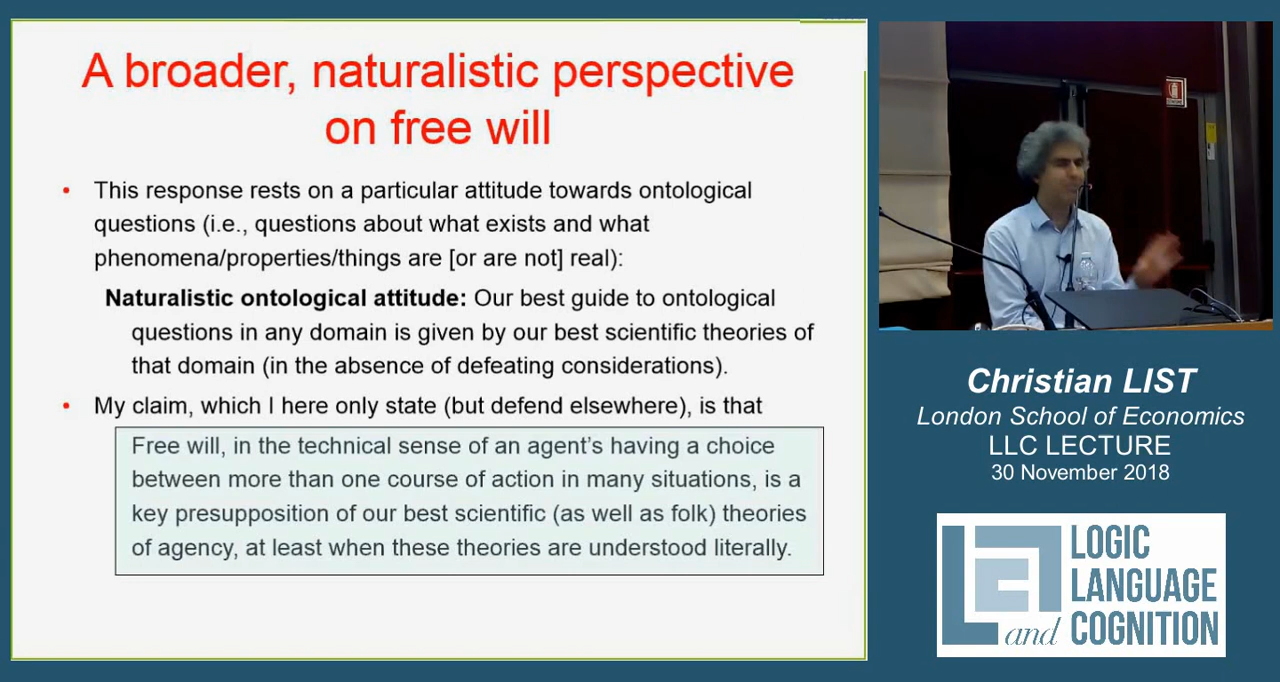 A broader, naturalistic perspective
on free will
• This response rests on a particular attitude towards ontological
questions (i.e., questions about what exists and what
phenomena/properties/things are [or are not] real):
Naturalistic ontological attitude: Our best guide to ontological
questions in any domain is given by our best scientific theories of
that domain (in the absence of defeating considerations).
• My claim, which I here only state (but defend elsewhere), is that
Free will, in the technical sense of an agent's having a choice
between more than one course of action in many situations, is a
key presupposition of our best scientific (as well as folk) theories
of agency, at least when these theories are understood literally.
Christian LIST
London School of Economics
LLC LECTURE
30 November 2018
LOGIC
LANGUAGE
and COGNITION